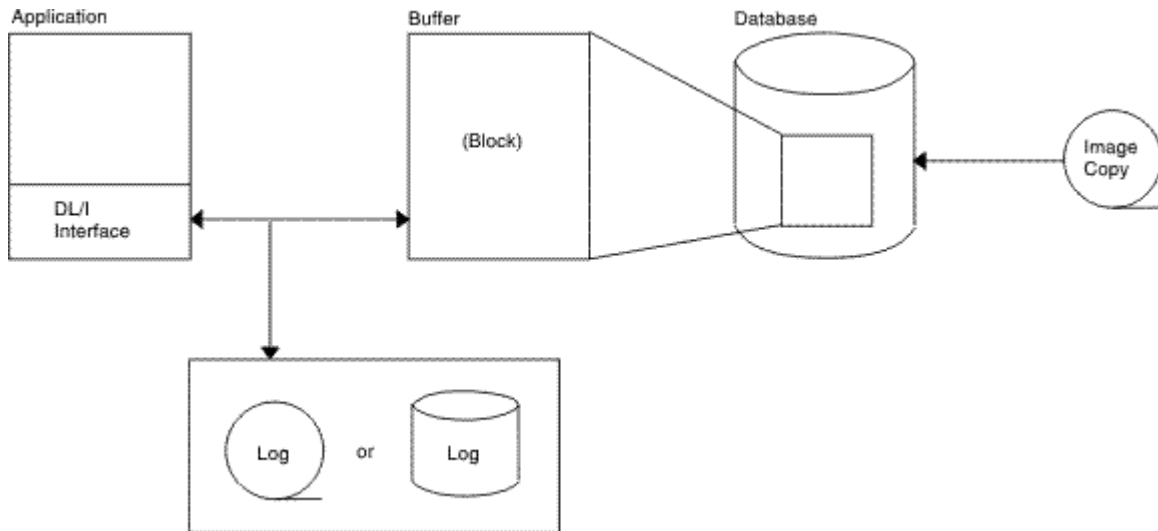 Application
Buffer
Database
(Block)
Image
Copy
DL/I
Interface
Log
or
Log